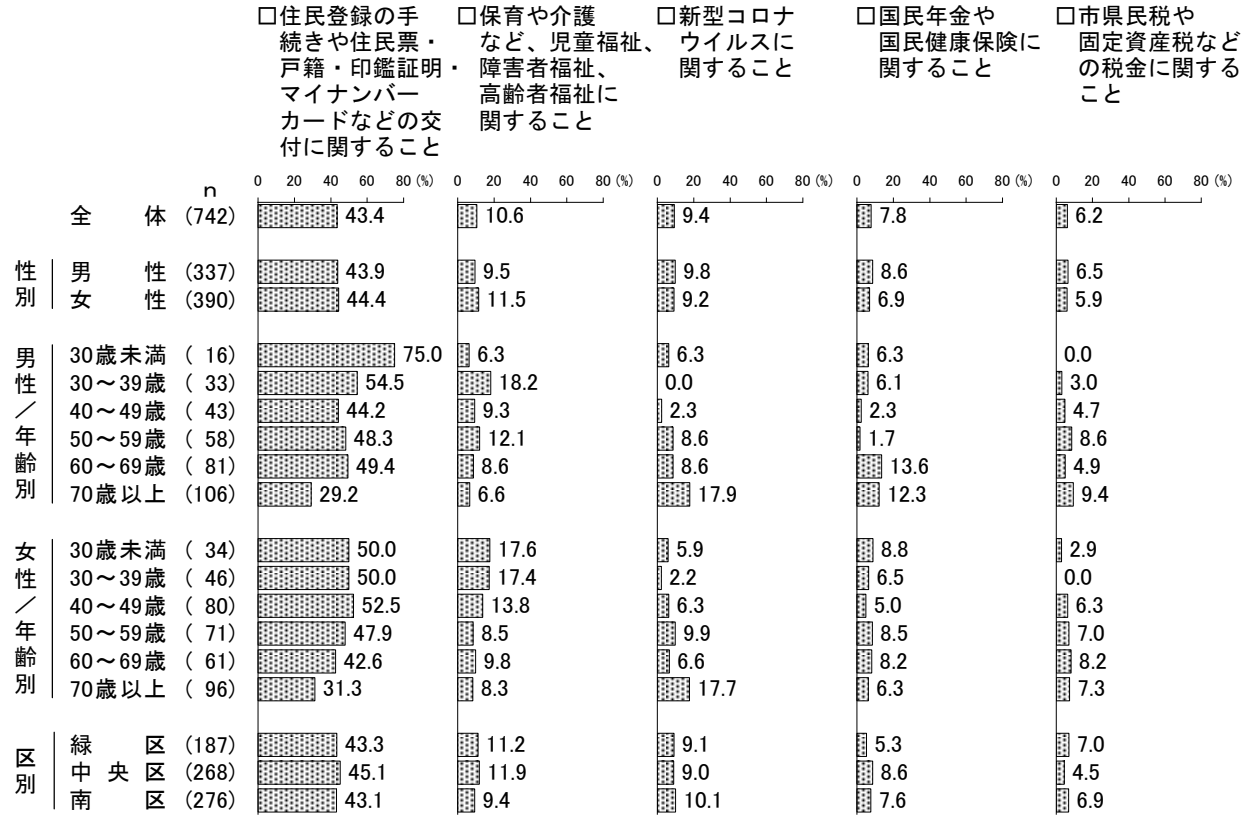 □住民登録の手
続きや住民票・
戸籍・印鑑証明・
マイナンバー
カードなどの交
付に関すること
□保育や介護
など、児童福祉、
障害者福祉、
高齢者福祉に
関すること
□新型コロナ
ウイルスに
関すること
□国民年金や
国民健康保険に
関すること
□市県民税や
固定資産税など
の税金に関する
こと
n 0 20 40 60 80 (%) 0 20 40 60 80 (%) 0 20 40 60 80 (%) 0 20 40 60 80 (%) 0 20 40 60 80 (%)
全体 (742) 43.4 10.6 9.4 7.8 6.2
性別
男性 (337) 43.9 9.5 9.8 8.6 6.5
女性 (390) 44.4 11.5 9.2 6.9 5.9
男性／年齢別
30歳未満 ( 16) 75.0 6.3 6.3 6.3 0.0
30～39歳 ( 33) 54.5 18.2 0.0 6.1 3.0
40～49歳 ( 43) 44.2 9.3 2.3 2.3 4.7
50～59歳 ( 58) 48.3 12.1 8.6 1.7 8.6
60～69歳 ( 81) 49.4 8.6 8.6 13.6 4.9
70歳以上 (106) 29.2 6.6 17.9 12.3 9.4
女性／年齢別
30歳未満 ( 34) 50.0 17.6 5.9 8.8 2.9
30～39歳 ( 46) 50.0 17.4 2.2 6.5 0.0
40～49歳 ( 80) 52.5 13.8 6.3 5.0 6.3
50～59歳 ( 71) 47.9 8.5 9.9 8.5 7.0
60～69歳 ( 61) 42.6 9.8 6.6 8.2 8.2
70歳以上 ( 96) 31.3 8.3 17.7 6.3 7.3
区別
緑区 (187) 43.3 11.2 9.1 5.3 7.0
中央区 (268) 45.1 11.9 9.0 8.6 4.5
南区 (276) 43.1 9.4 10.1 7.6 6.9